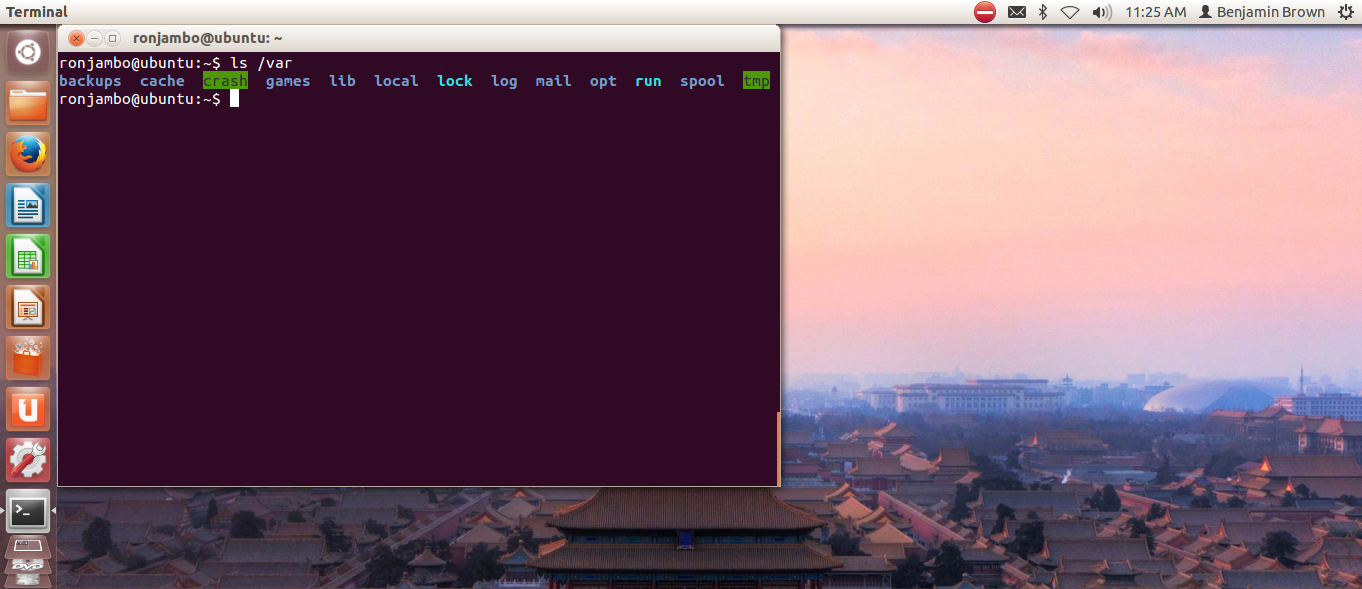 Terminal
11:25 AM Benjamin Brown
ronjambo@ubuntu: ~
ronjambo@ubuntu:~$ ls /var
backups cache crash games lib local lock log mail opt run spool tmp
ronjambo@ubuntu:~$